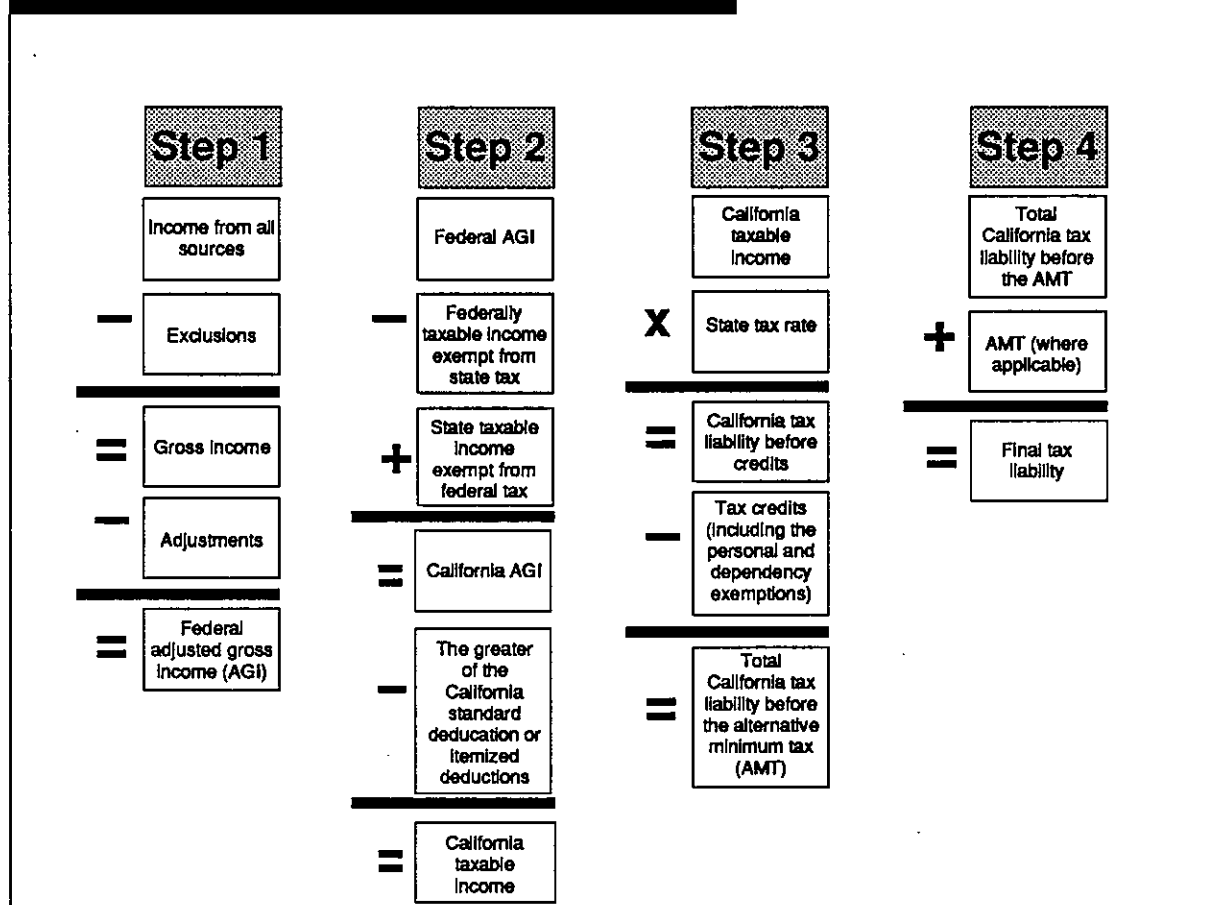 Step 1
Income from all
sources
–
Exclusions
=
Gross income
–
Adjustments
=
Federal
adjusted gross
income (AGI)
Step 2
Federal AGI
–
Federally
taxable income
exempt from
state tax
+
State taxable
income
exempt from
federal tax
=
California AGI
–
The greater
of the
California
standard
deducation or
itemized
deductions
=
California
taxable
income
Step 3
California
taxable
income
X
State tax rate
=
California tax
liability before
credits
–
Tax credits
(including the
personal and
dependency
exemptions)
=
Total
California tax
liability before
the alternative
minimum tax
(AMT)
Step 4
Total
California tax
liability before
the AMT
+
AMT (where
applicable)
=
Final tax
liability